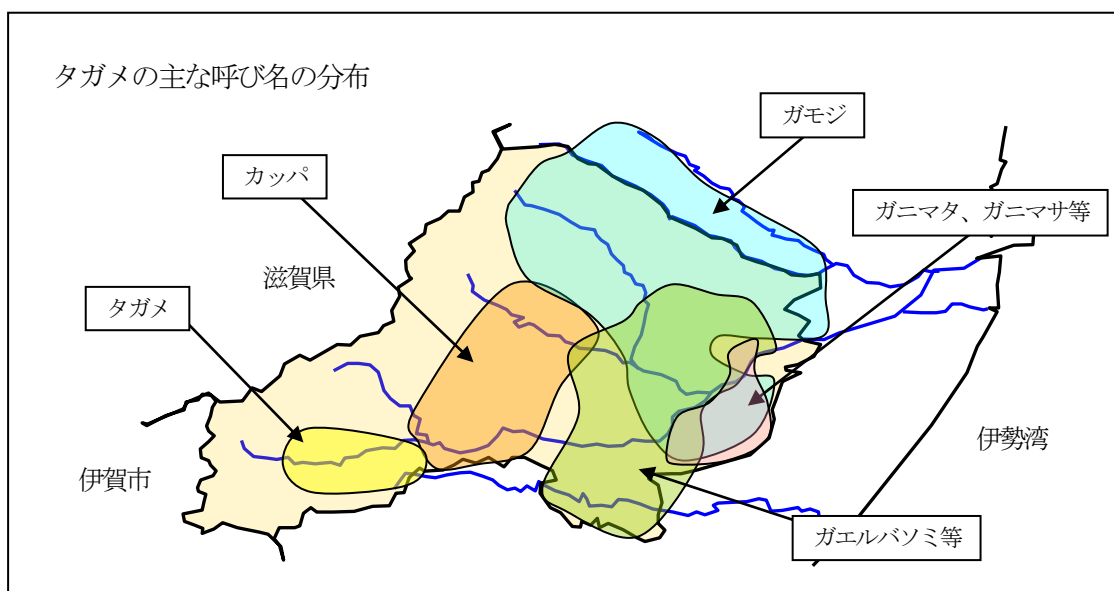 タガメの主な呼び名の分布
ガモジ
カッパ
ガニマタ、ガニマサ等
滋賀県
タガメ
伊勢湾
伊賀市
ガエルバソミ等